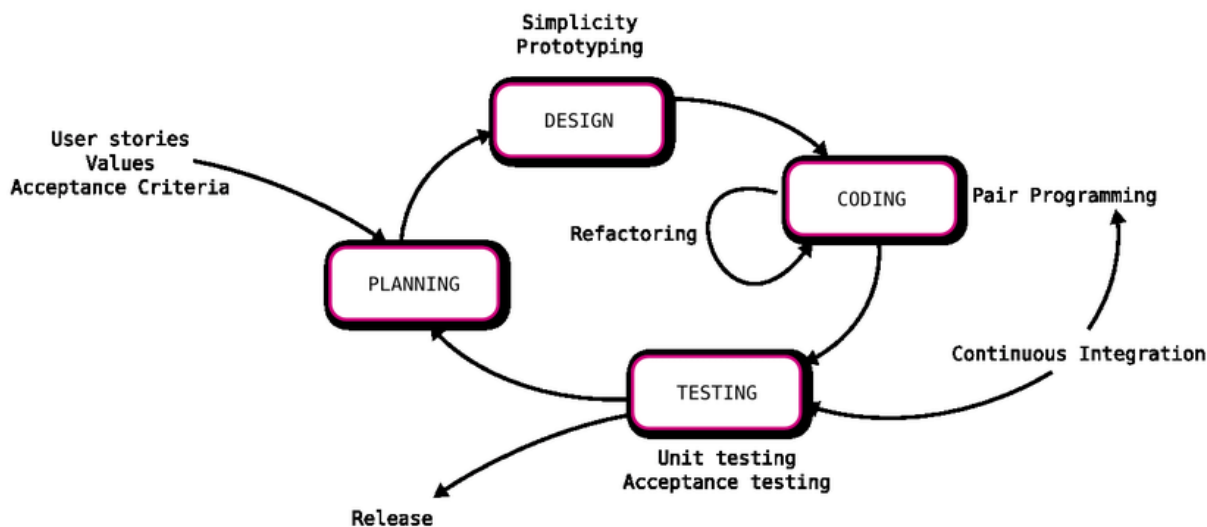 Simplicity
Prototyping
DESIGN
User stories
Values
Acceptance Criteria
CODING
Pair Programming
Refactoring
PLANNING
Continuous Integration
TESTING
Unit testing
Acceptance testing
Release